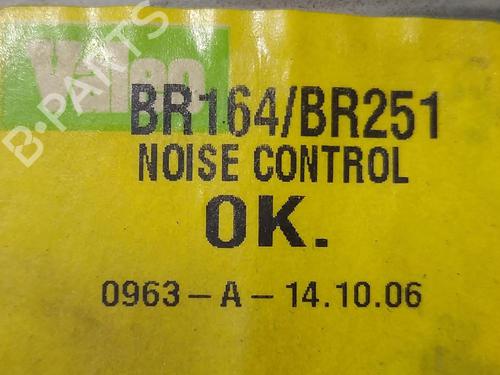 Valeo
BR164/BR251
NOISE CONTROL
OK.
0963-A-14.10.06
B-PARTS